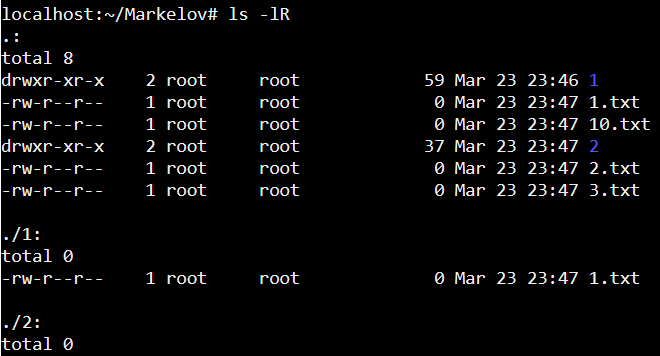 localhost:~/Markelov# ls -lR
.:
total 8
drwxr-xr-x    2 root     root            59 Mar 23 23:46 1
-rw-r--r--    1 root     root             0 Mar 23 23:47 1.txt
-rw-r--r--    1 root     root             0 Mar 23 23:47 10.txt
drwxr-xr-x    2 root     root            37 Mar 23 23:47 2
-rw-r--r--    1 root     root             0 Mar 23 23:47 2.txt
-rw-r--r--    1 root     root             0 Mar 23 23:47 3.txt

./1:
total 0
-rw-r--r--    1 root     root             0 Mar 23 23:47 1.txt

./2:
total 0